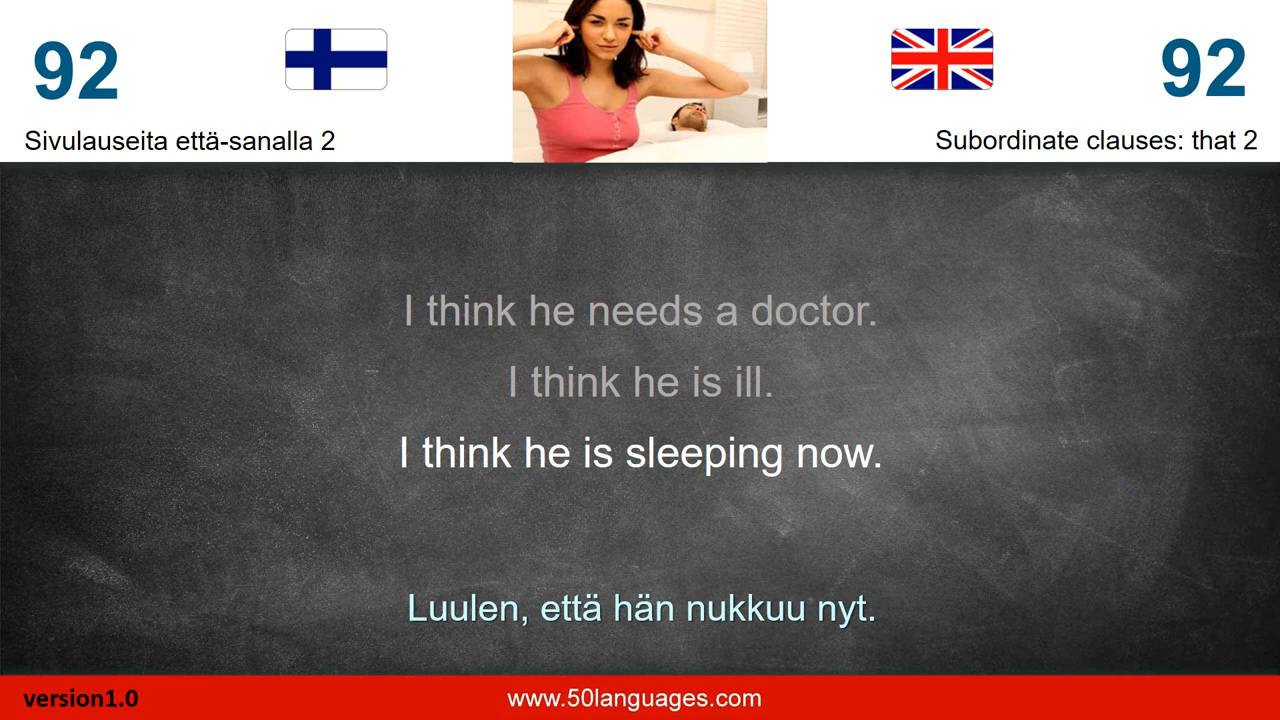 92
92
Sivulauseita että-sanalla 2
Subordinate clauses: that 2
I think he needs a doctor.
I think he is ill.
I think he is sleeping now.
Luulen, että hän nukkuu nyt.
version1.0
www.50languages.com